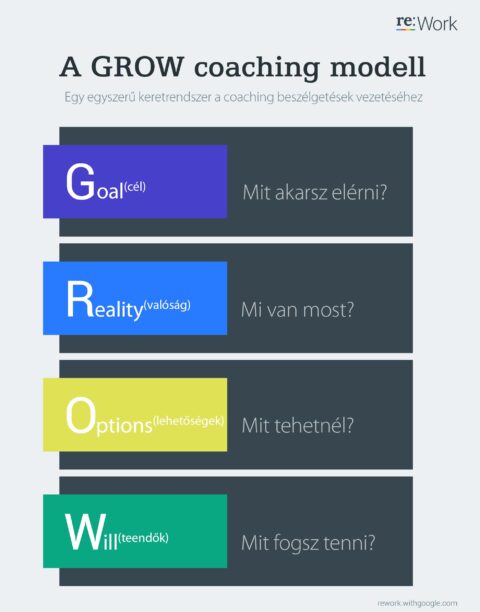 re:Work
A GROW coaching modell
Egy egyszerű keretrendszer a coaching beszélgetések vezetéséhez
Goal(cél)
Mit akarsz elérni?
Reality(valóság)
Mi van most?
Options(lehetőségek)
Mit tehetnél?
Will(teendők)
Mit fogsz tenni?
rework.withgoogle.com